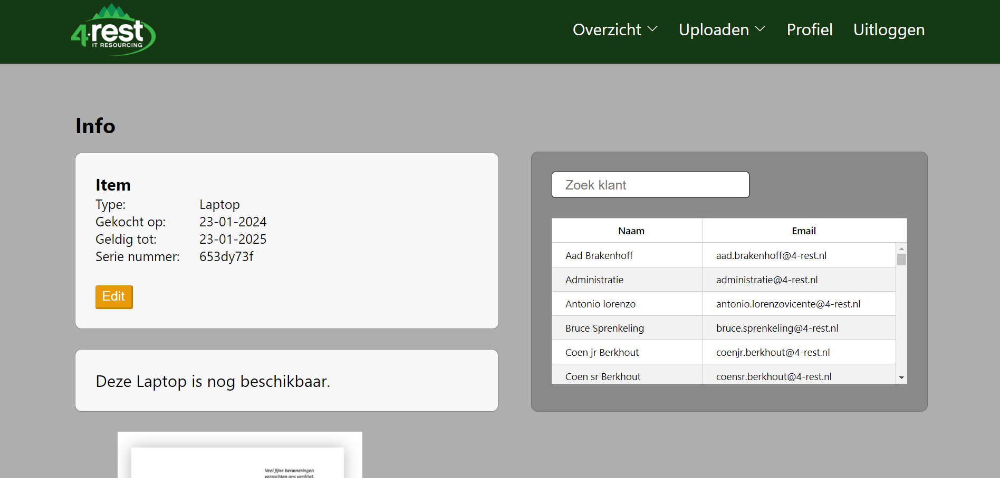 4·rest
IT RESOURCING
Overzicht Uploaden Profiel Uitloggen
Info
Item
Type: Laptop
Gekocht op: 23-01-2024
Geldig tot: 23-01-2025
Serie nummer: 653dy73f
Edit
Deze Laptop is nog beschikbaar.
Zoek klant
Naam Email
Aad Brakenhoff aad.brakenhoff@4-rest.nl
Administratie administratie@4-rest.nl
Antonio lorenzo antonio.lorenzovicente@4-rest.nl
Bruce Sprenkeling bruce.sprenkeling@4-rest.nl
Coen jr Berkhout coenjr.berkhout@4-rest.nl
Coen sr Berkhout coensr.berkhout@4-rest.nl
Veel fijne herinneringen
verzachten ons verdriet,